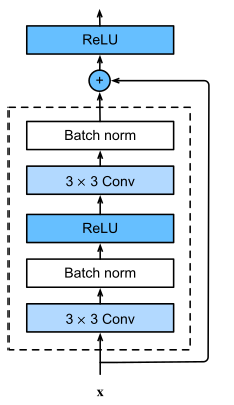 ReLU
+
Batch norm
3 × 3 Conv
ReLU
Batch norm
3 × 3 Conv
x